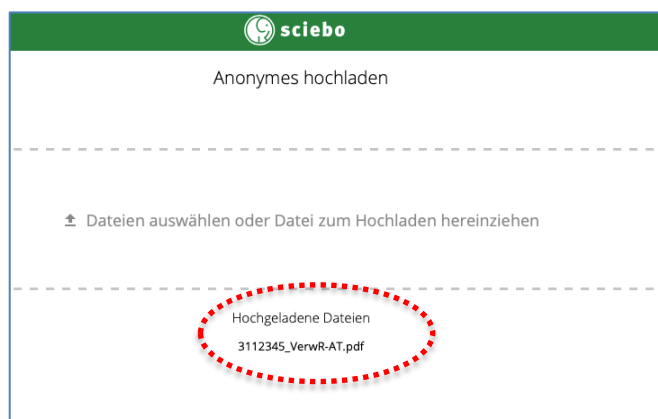 sciebo
Anonymes hochladen
Dateien auswählen oder Datei zum Hochladen hereinziehen
Hochgeladene Dateien
3112345_VerwR-AT.pdf